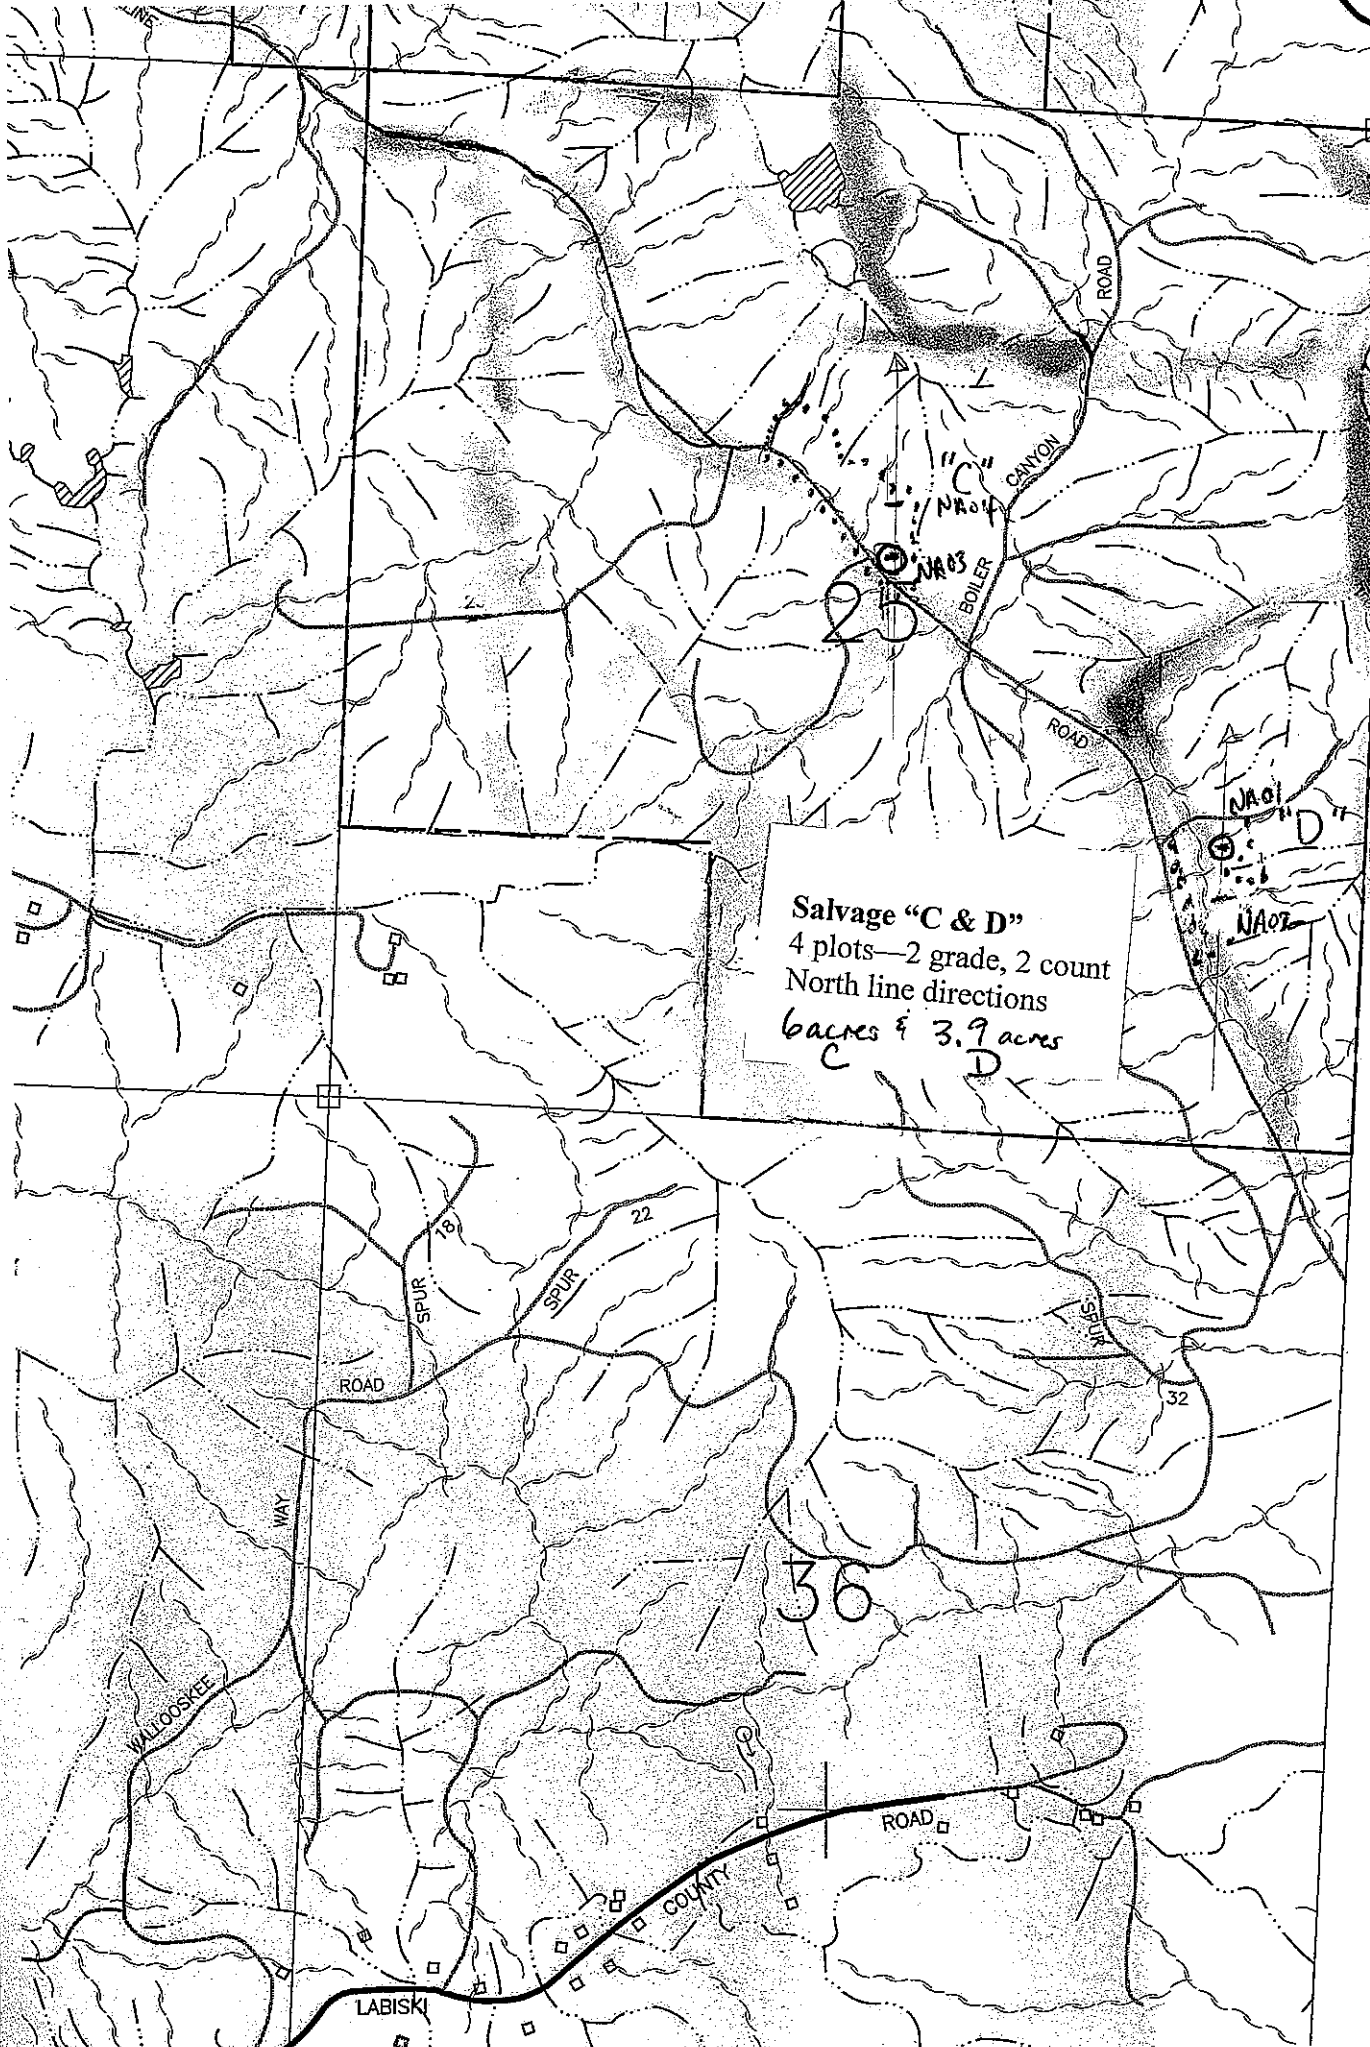 LINE
ROAD
"C"
CANYON
NA04
NA03
BOILER
25
ROAD
NA01
"D"
NA02
Salvage “C & D”
4 plots—2 grade, 2 count
North line directions
6 acres & 3.9 acres
C D
18
22
SPUR
SPUR
SPUR
ROAD
32
WAY
36
WALLOOSKEE
ROAD
COUNTY
LABISKI